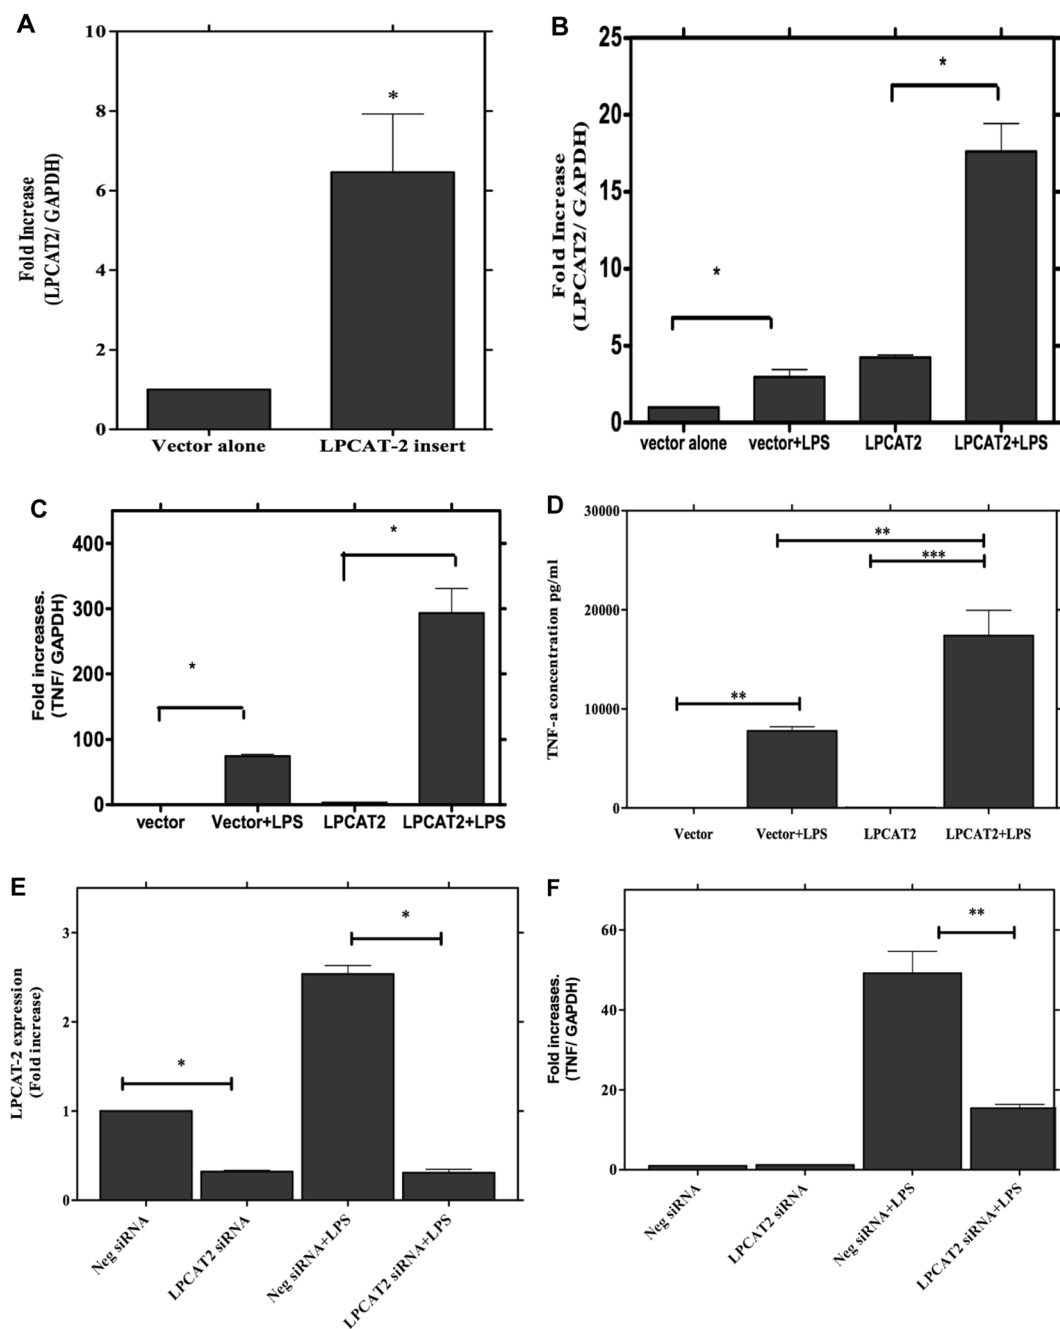 A
Fold Increase
(LPCAT2/ GAPDH)
10
8
6
4
2
0
*
Vector alone
LPCAT-2 insert
B
Fold Increase
(LPCAT2/ GAPDH)
25
20
15
10
5
0
*
*
vector alone
vector+LPS
LPCAT2
LPCAT2+LPS
C
Fold increases.
(TNF/ GAPDH)
400
300
200
100
0
*
*
vector
Vector+LPS
LPCAT2
LPCAT2+LPS
D
TNF-a concentration pg/ml
30000
20000
10000
0
**
***
**
Vector
Vector+LPS
LPCAT2
LPCAT2+LPS
E
LPCAT-2 expression
(Fold increase)
3
2
1
0
*
*
Neg siRNA
LPCAT2 siRNA
Neg siRNA+LPS
LPCAT2 siRNA+LPS
F
Fold increases.
(TNF/ GAPDH)
60
40
20
0
**
Neg siRNA
LPCAT2 siRNA
Neg siRNA+LPS
LPCAT2 siRNA+LPS